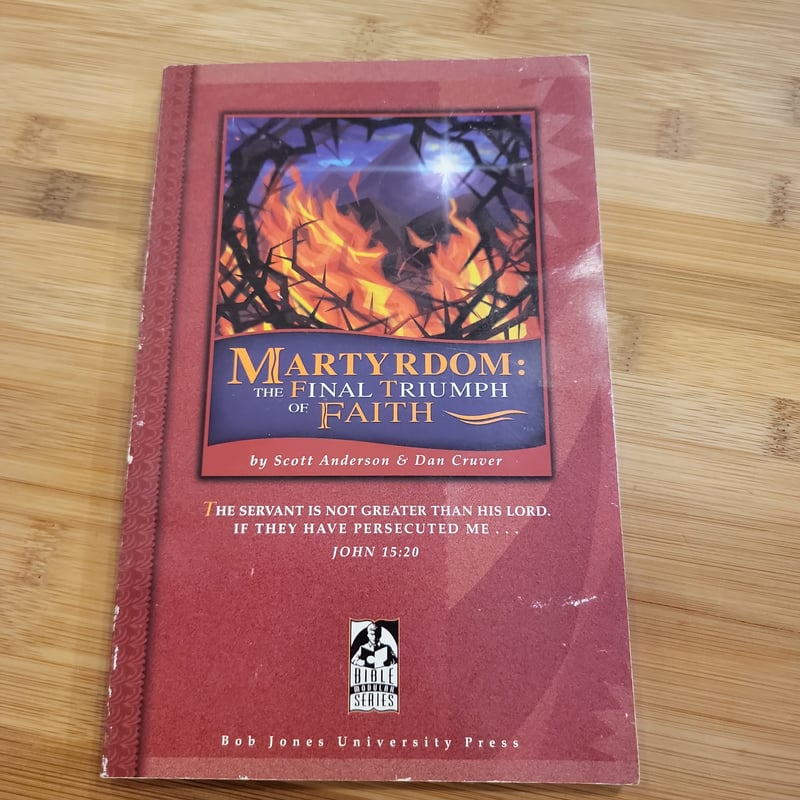 MARTYRDOM:
THE FINAL TRIUMPH
OF FAITH
by Scott Anderson & Dan Cruver
THE SERVANT IS NOT GREATER THAN HIS LORD.
IF THEY HAVE PERSECUTED ME . . .
JOHN 15:20
BIBLE
MODULAR
SERIES
Bob Jones University Press